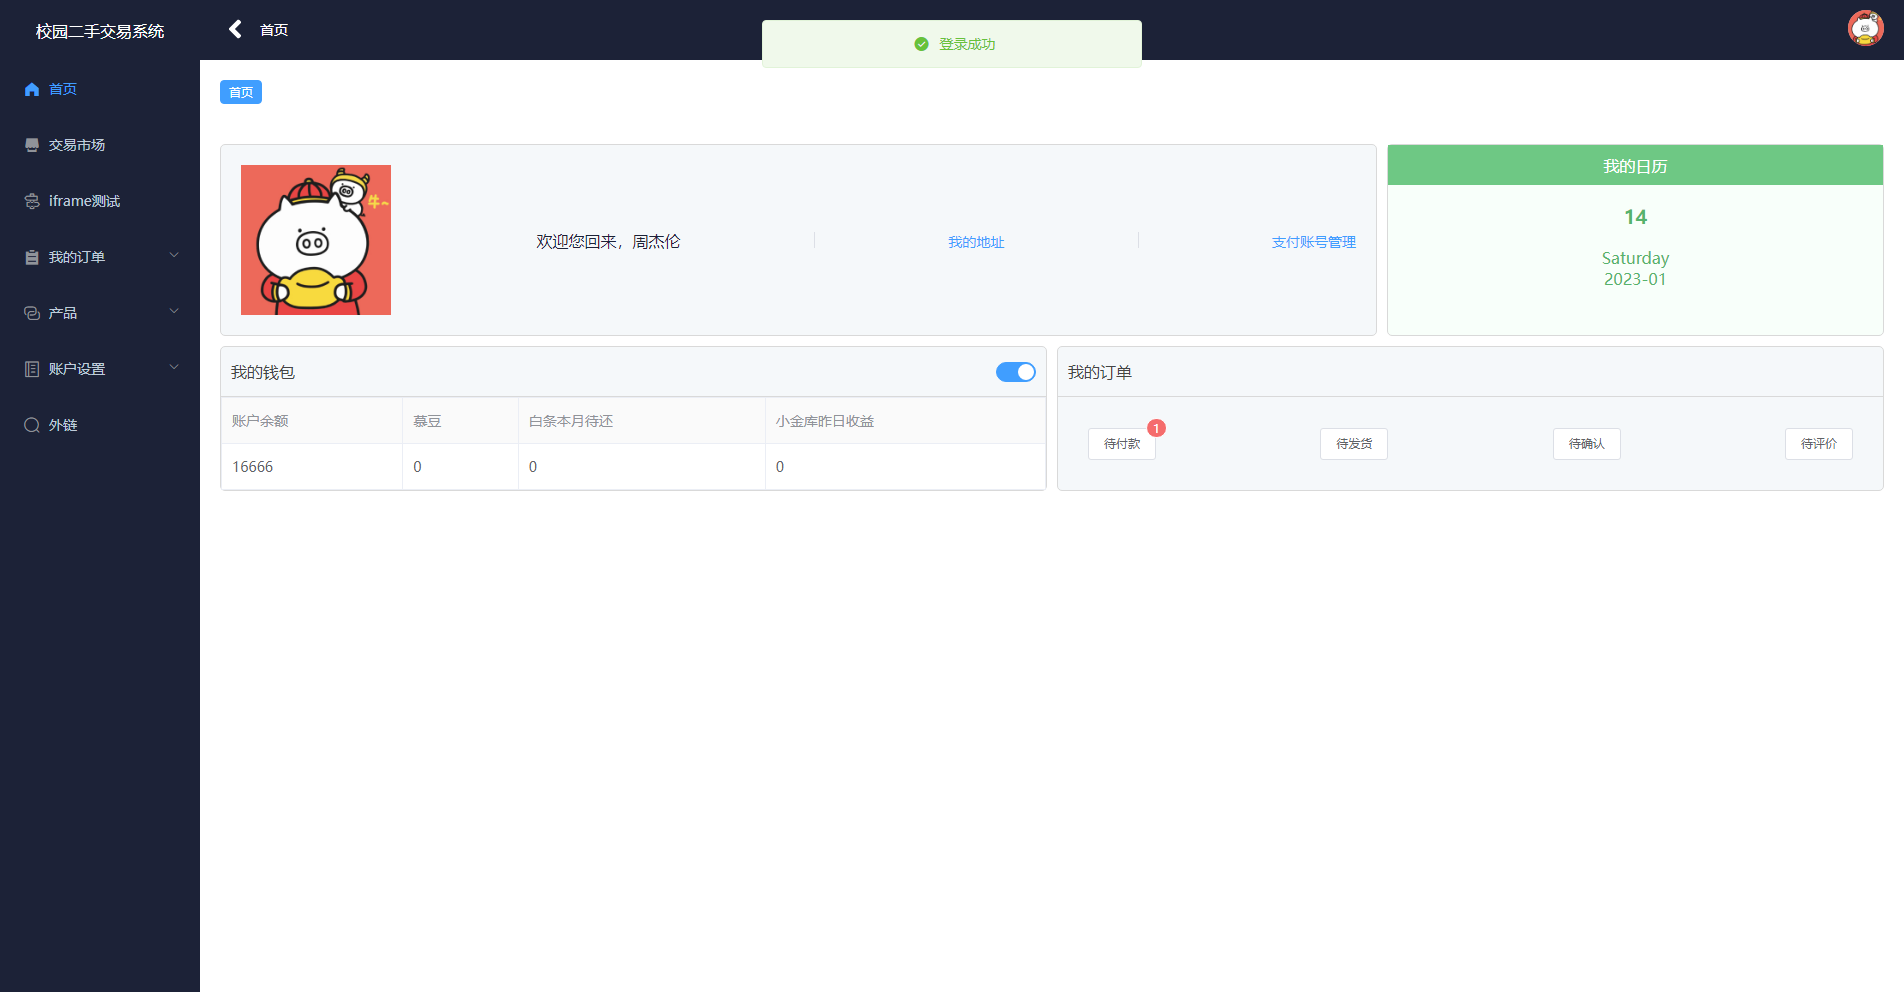 校园二手交易系统
首页
登录成功
首页
交易市场
iframe测试
我的订单
产品
账户设置
外链
首页
牛~
欢迎您回来，周杰伦
我的地址
支付账号管理
我的日历
14
Saturday
2023-01
我的钱包
账户余额 慕豆 白条本月待还 小金库昨日收益
16666 0 0 0
我的订单
待付款 1 待发货 待确认 待评价